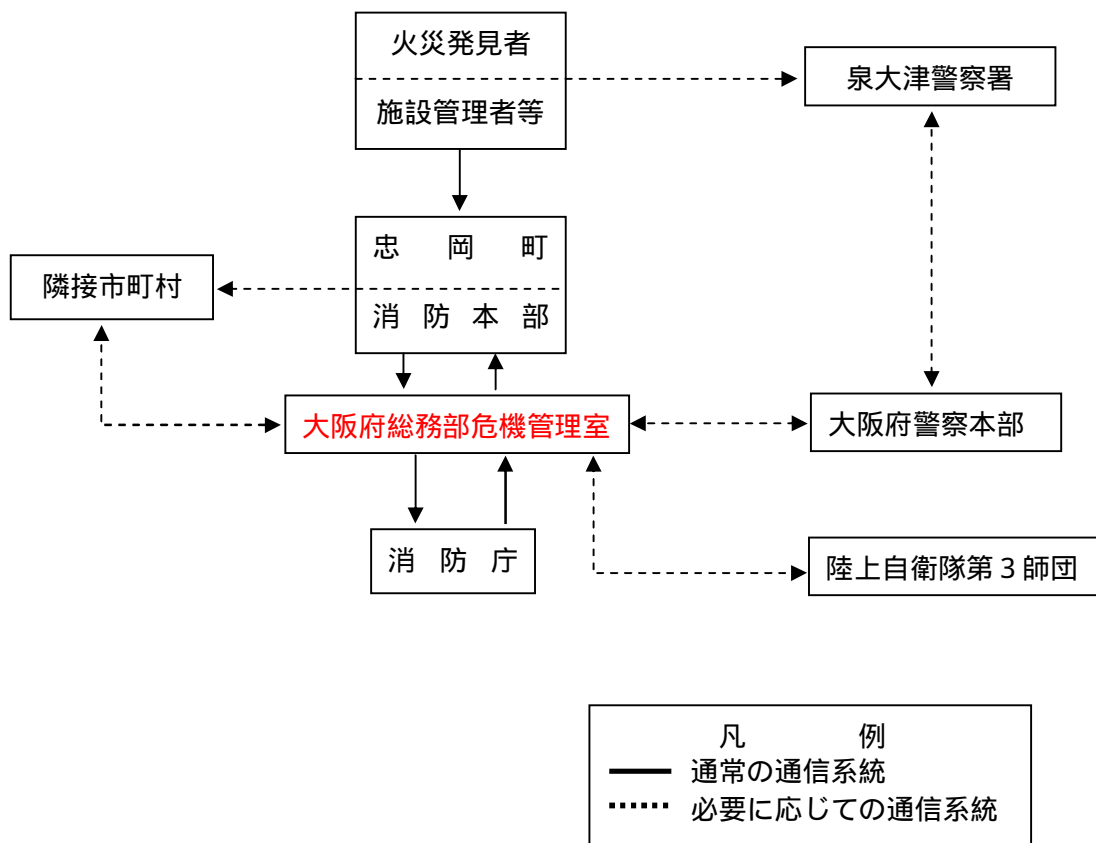 火災発見者
施設管理者等
泉大津警察署
忠岡町
消防本部
隣接市町村
大阪府総務部危機管理室
大阪府警察本部
消防庁
陸上自衛隊第３師団
凡例
通常の通信系統
必要に応じての通信系統